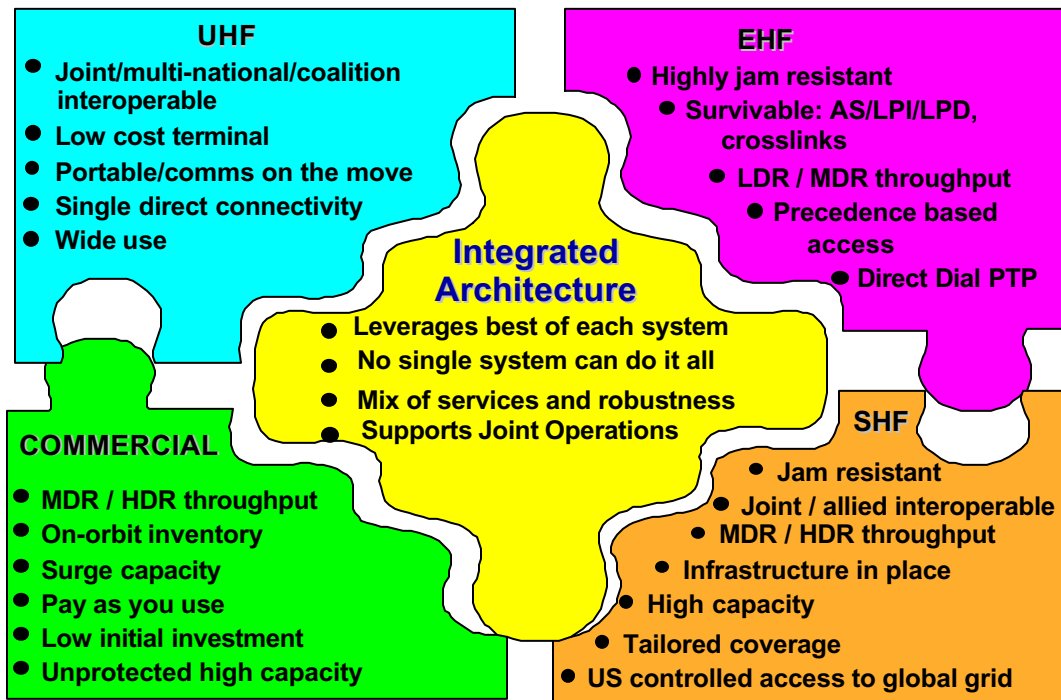 UHF
● Joint/multi-national/coalition
interoperable
● Low cost terminal
● Portable/comms on the move
● Single direct connectivity
● Wide use
EHF
● Highly jam resistant
● Survivable: AS/LPI/LPD,
crosslinks
● LDR / MDR throughput
● Precedence based
access
● Direct Dial PTP
Integrated
Architecture
● Leverages best of each system
● No single system can do it all
● Mix of services and robustness
● Supports Joint Operations
COMMERCIAL
● MDR / HDR throughput
● On-orbit inventory
● Surge capacity
● Pay as you use
● Low initial investment
● Unprotected high capacity
SHF
● Jam resistant
● Joint / allied interoperable
● MDR / HDR throughput
● Infrastructure in place
● High capacity
● Tailored coverage
● US controlled access to global grid